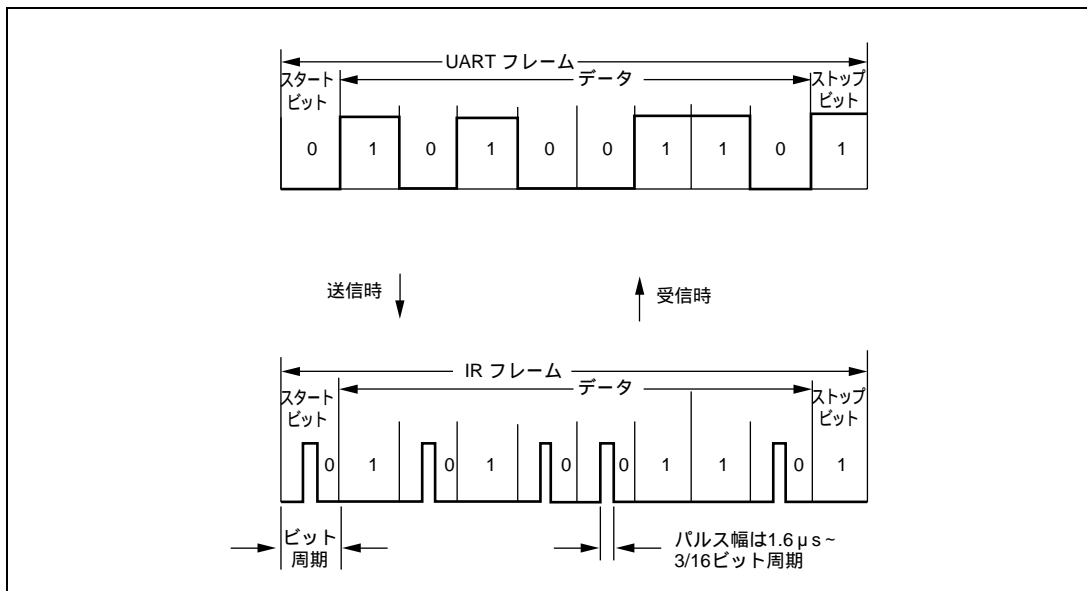 UART フレーム
スタート
ビット
データ
ストップ
ビット
0 1 0 1 0 0 1 1 0 1
送信時
受信時
IR フレーム
スタート
ビット
データ
ストップ
ビット
0 1 0 1 0 0 1 1 0 1
ビット
周期
パルス幅は1.6μs~
3/16ビット周期